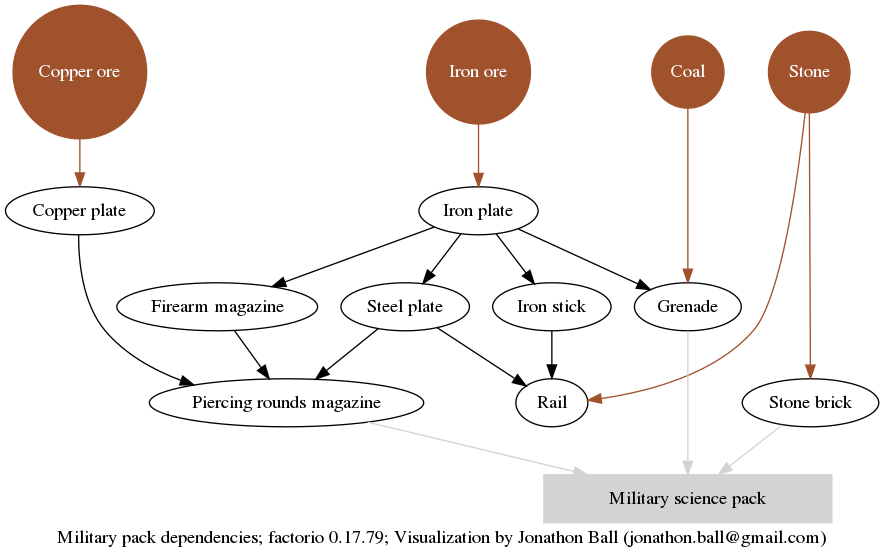 Copper ore
Iron ore
Coal
Stone
Copper plate
Iron plate
Firearm magazine
Steel plate
Iron stick
Grenade
Piercing rounds magazine
Rail
Stone brick
Military science pack
Military pack dependencies; factorio 0.17.79; Visualization by Jonathon Ball (jonathon.ball@gmail.com)